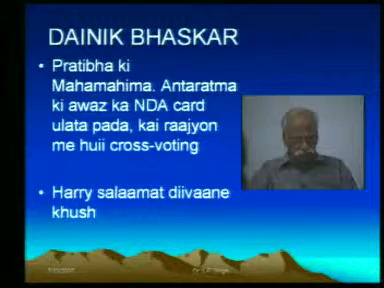 DAINIK BHASKAR
• Pratibha ki
Mahamahima. Antaratma
ki awaz ka NDA card
ulata pada, kai raajyon
me huii cross-voting
• Harry salaamat diivaane
khush